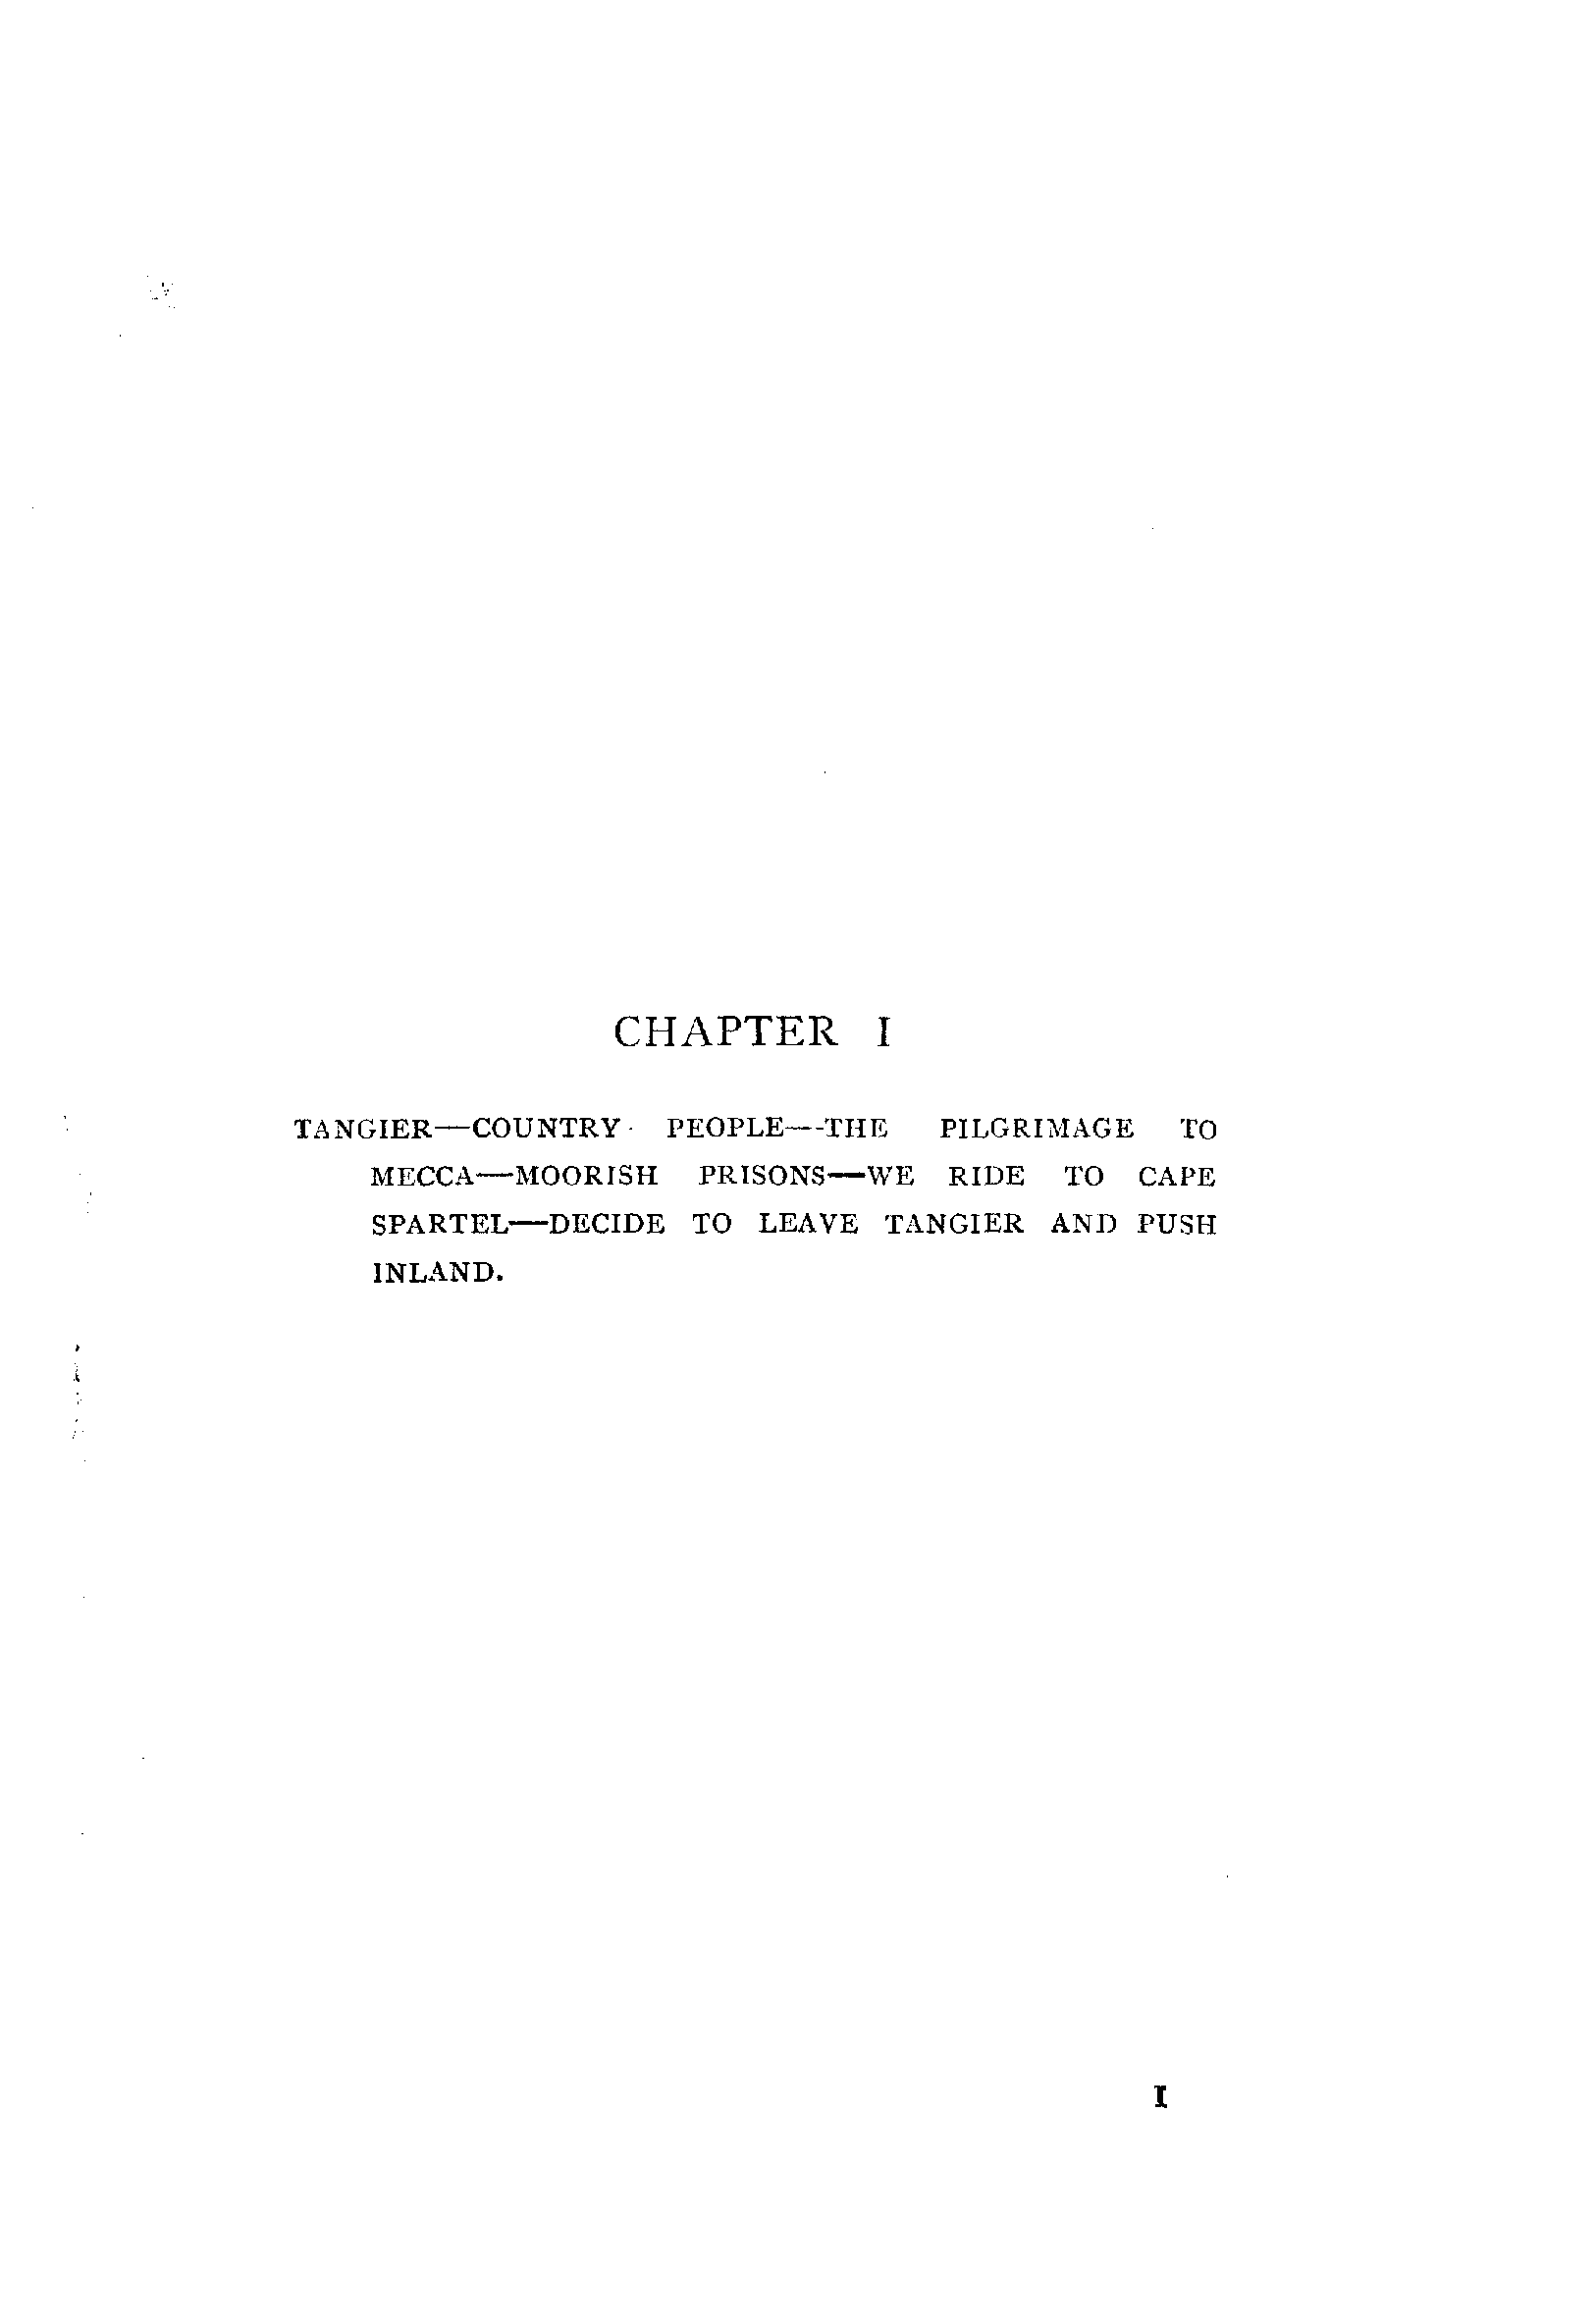 CHAPTER I
TANGIER—COUNTRY PEOPLE—THE PILGRIMAGE TO
MECCA—MOORISH PRISONS—WE RIDE TO CAPE
SPARTEL—DECIDE TO LEAVE TANGIER AND PUSH
INLAND.
I